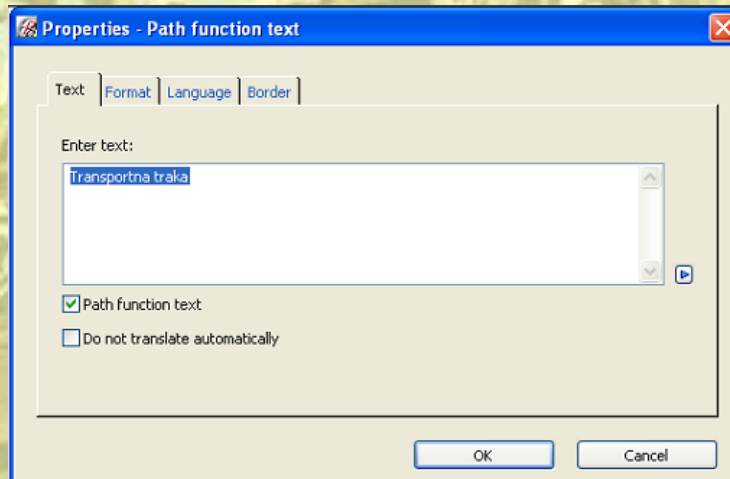 Properties - Path function text
Text Format Language Border
Enter text:
Transportna traka
Path function text
Do not translate automatically
OK Cancel